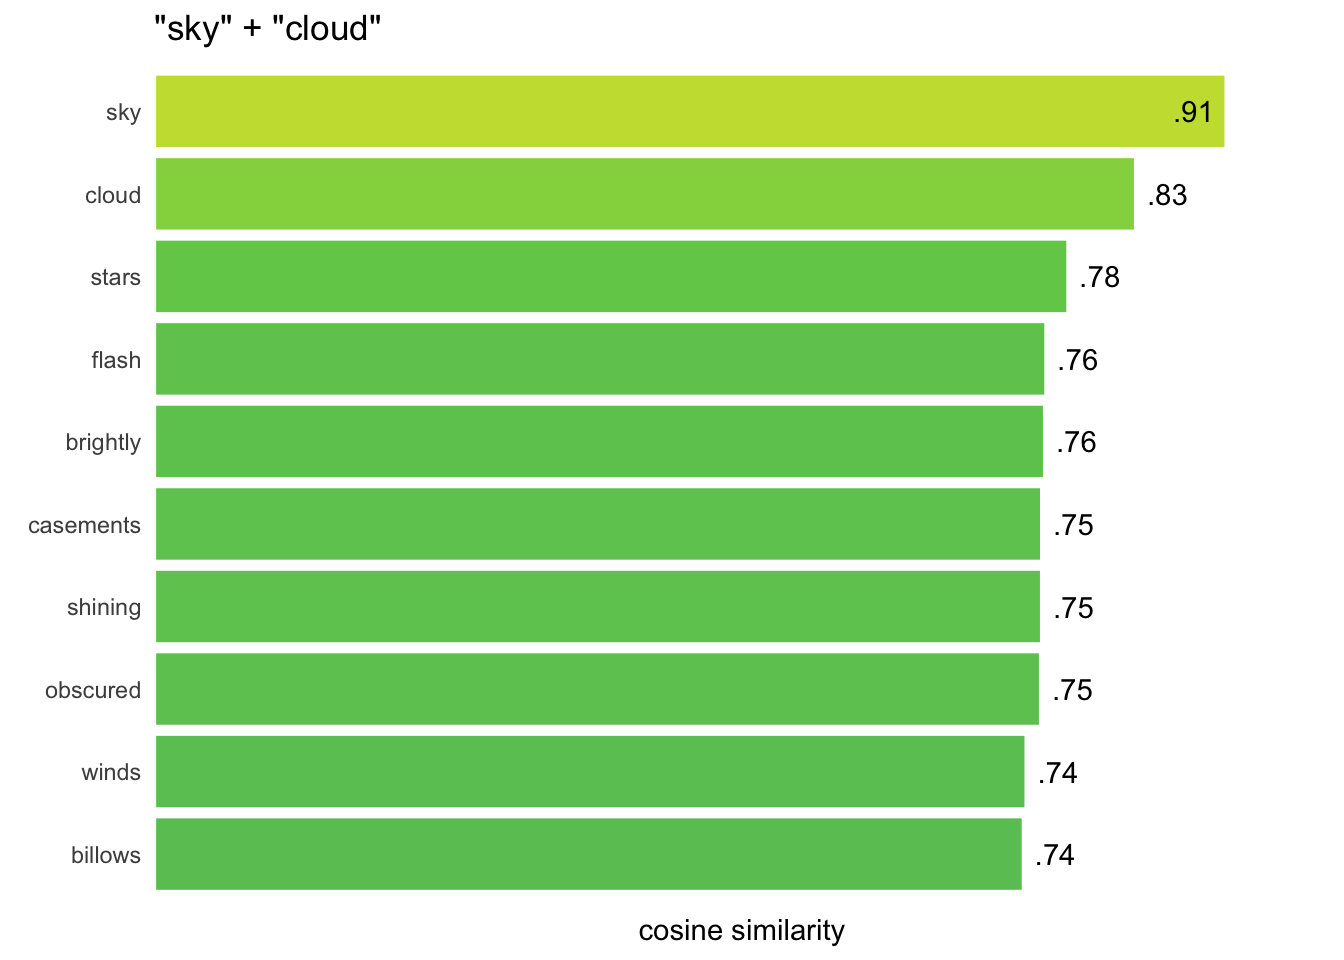 "sky" + "cloud"
sky .91
cloud .83
stars .78
flash .76
brightly .76
casements .75
shining .75
obscured .75
winds .74
billows .74
cosine similarity